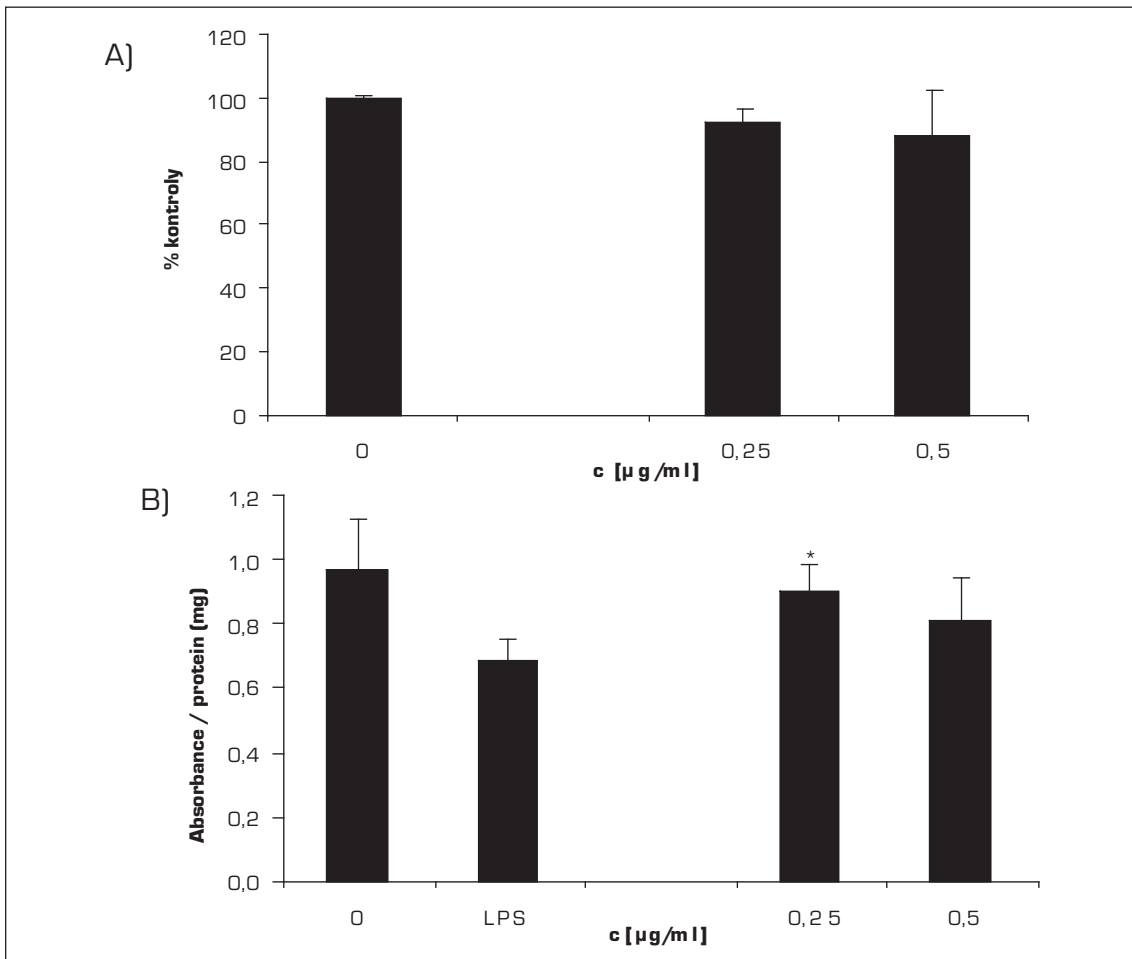 A)
120
100
80
60
40
20
0
% kontroly
0 0,25 0,5
c [µg/ml]
B)
1,2
1,0
0,8
0,6
0,4
0,2
0,0
Absorbance / protein (mg)
*
0 LPS 0,25 0,5
c [µg/ml]